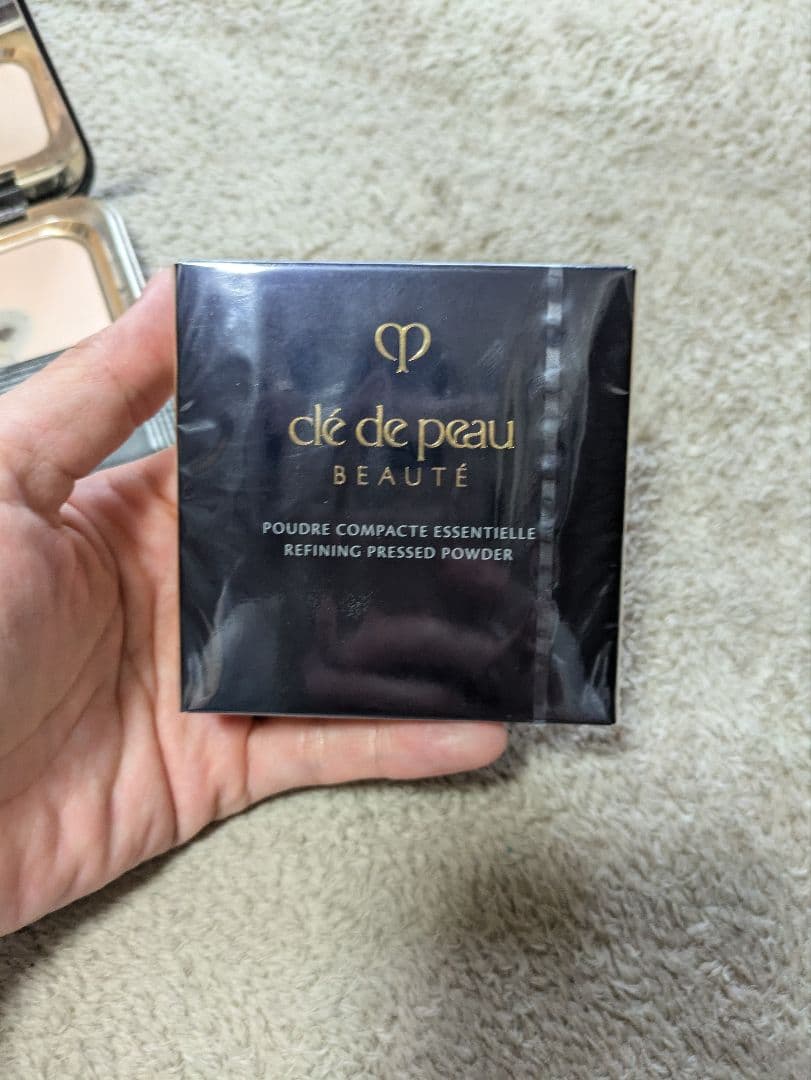 clé de peau
BEAUTÉ
POUDRE COMPACTE ESSENTIELLE
REFINING PRESSED POWDER